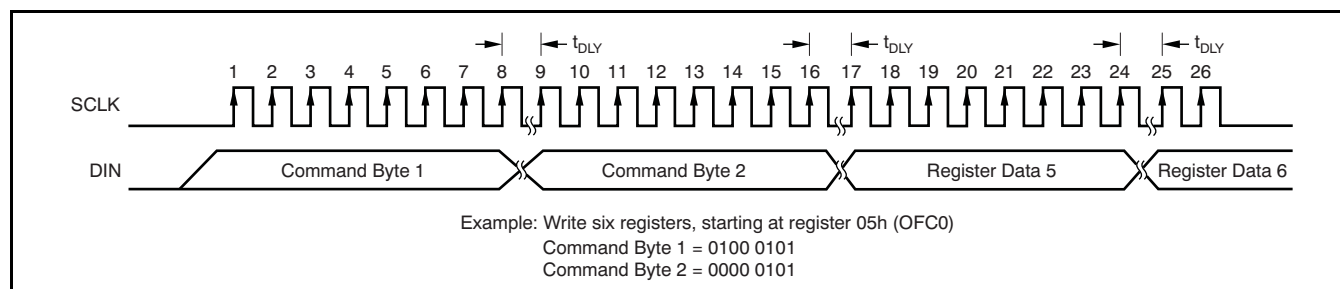 tDLY tDLY tDLY
1 2 3 4 5 6 7 8 9 10 11 12 13 14 15 16 17 18 19 20 21 22 23 24 25 26
SCLK
DIN Command Byte 1 Command Byte 2 Register Data 5 Register Data 6
Example: Write six registers, starting at register 05h (OFC0)
Command Byte 1 = 0100 0101
Command Byte 2 = 0000 0101